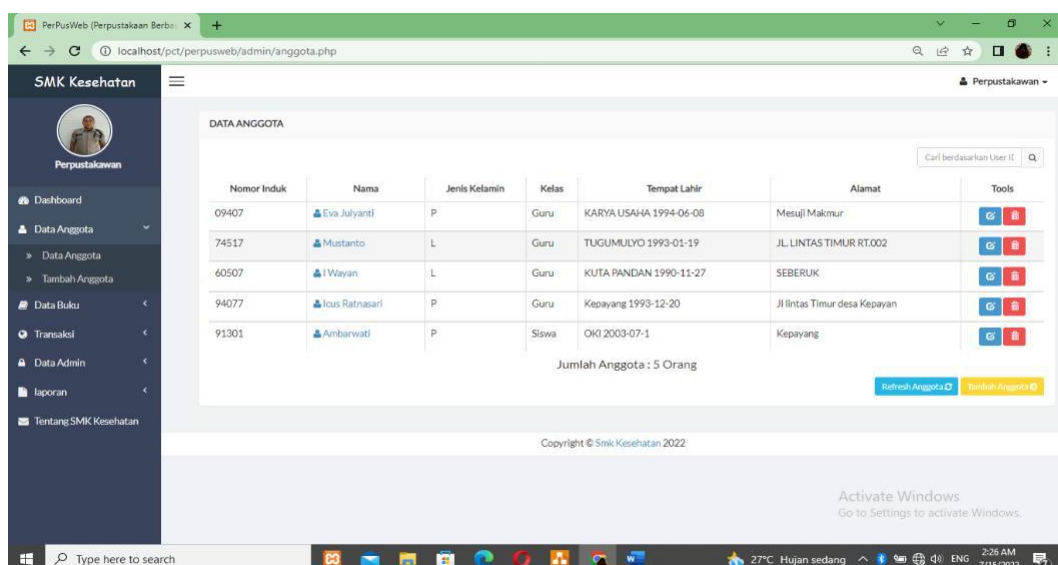 PerPusWeb (Perpustakaan Berba
localhost/pct/perpusweb/admin/anggota.php
SMK Kesehatan
Perpustakawan
Perpustakawan
Dashboard
Data Anggota
Data Anggota
Tambah Anggota
Data Buku
Transaksi
Data Admin
laporan
Tentang SMK Kesehatan
DATA ANGGOTA
Cari berdasarkan User ID
Nomor Induk Nama Jenis Kelamin Kelas Tempat Lahir Alamat Tools
09407 Eva Julyanti P Guru KARYA USAHA 1994-06-08 Mesuji Makmur
74517 Mustanto L Guru TUGUMULYO 1993-01-19 JL. LINTAS TIMUR RT.002
60507 I Wayan L Guru KUTA PANDAN 1990-11-27 SEBERUK
94077 Icus Ratnasari P Guru Kepayang 1993-12-20 Jl lintas Timur desa Kepayan
91301 Ambarwati P Siswa OKI 2003-07-1 Kepayang
Jumlah Anggota : 5 Orang
Refresh Anggota Tambah Anggota
Copyright © Smk Kesehatan 2022
Activate Windows
Go to Settings to activate Windows.
Type here to search
27°C Hujan sedang ENG 2:26 AM
7/15/2022